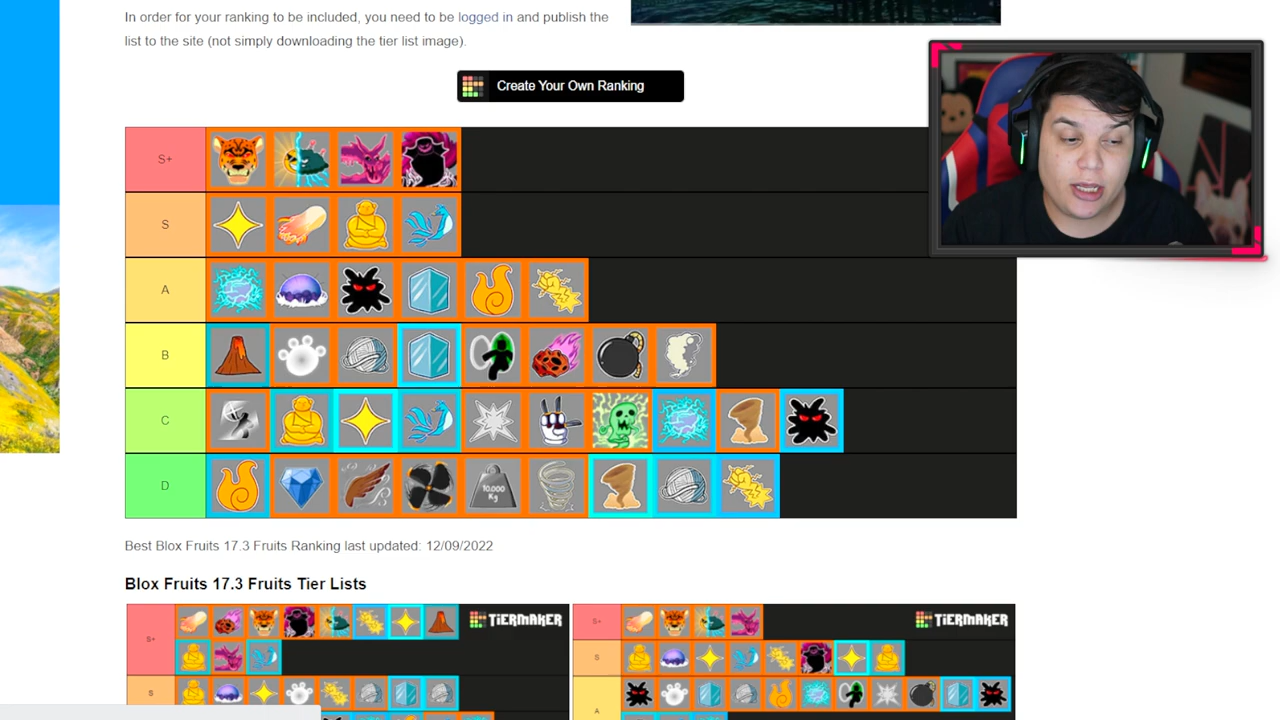 In order for your ranking to be included, you need to be logged in and publish the
list to the site (not simply downloading the tier list image).
Create Your Own Ranking
S+
S
A
B
C
D
10.000
Kg
Best Blox Fruits 17.3 Fruits Ranking last updated: 12/09/2022
Blox Fruits 17.3 Fruits Tier Lists
S+
TiERMAKER
S+
TiERMAKER
S
S
A